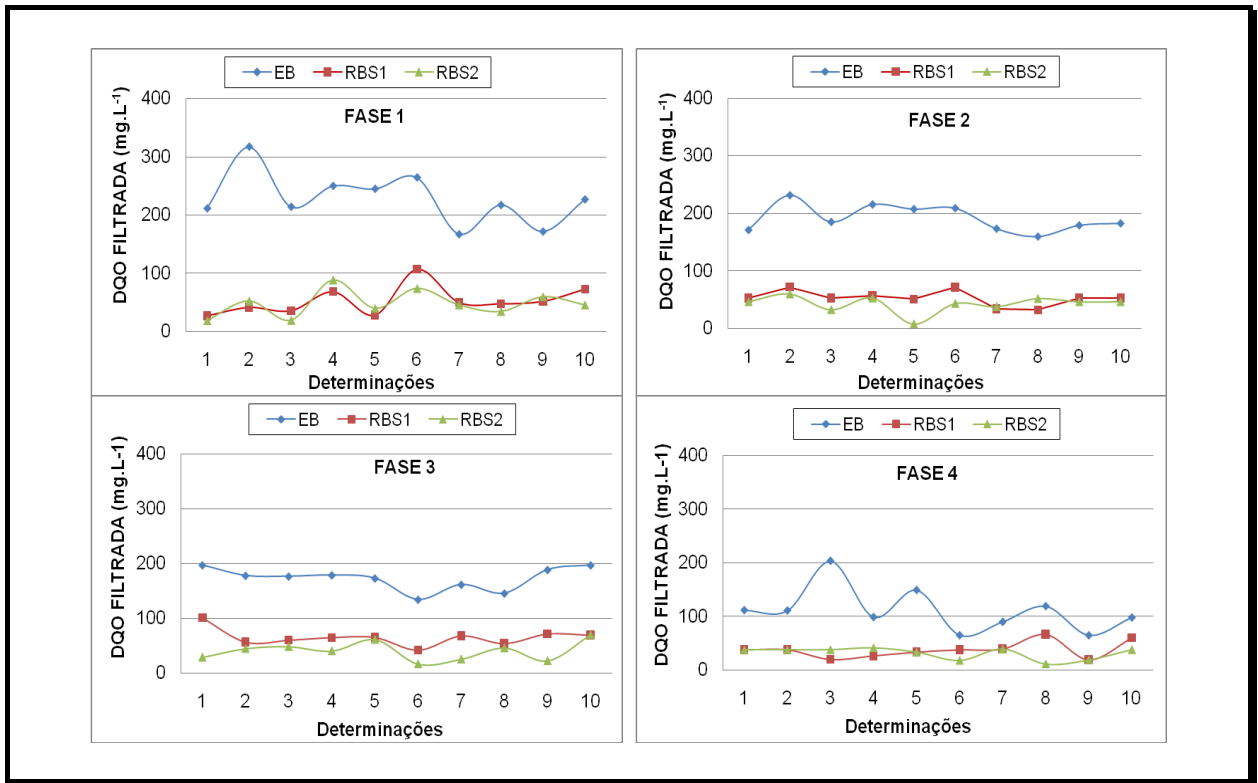 EB RBS1 RBS2
FASE 1
DQO FILTRADA (mg.L-1)
400
300
200
100
0
1 2 3 4 5 6 7 8 9 10
Determinações
EB RBS1 RBS2
FASE 2
DQO FILTRADA (mg.L-1)
400
300
200
100
0
1 2 3 4 5 6 7 8 9 10
Determinações
EB RBS1 RBS2
FASE 3
DQO FILTRADA (mg.L-1)
400
300
200
100
0
1 2 3 4 5 6 7 8 9 10
Determinações
EB RBS1 RBS2
FASE 4
DQO FILTRADA (mg.L-1)
400
300
200
100
0
1 2 3 4 5 6 7 8 9 10
Determinações